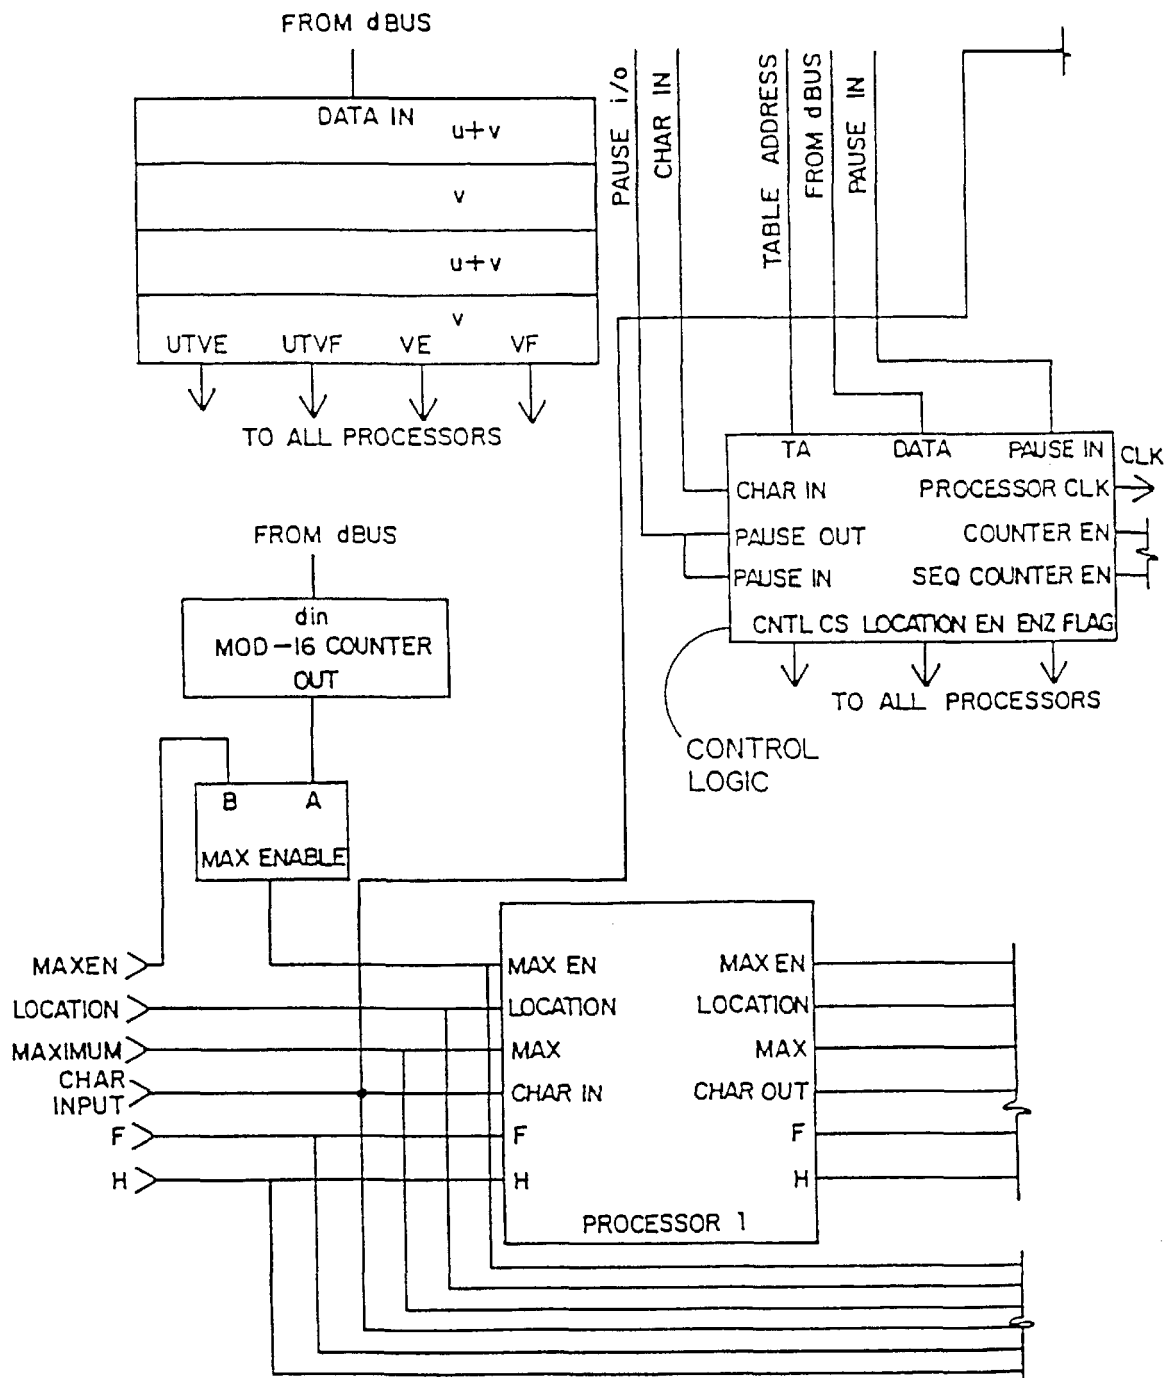 FROM dBUS
DATA IN
u+v
v
u+v
v
UTVE UTVF VE VF
TO ALL PROCESSORS
PAUSE i/o
CHAR IN
TABLE ADDRESS
FROM dBUS
PAUSE IN
TA DATA PAUSE IN
CLK
CHAR IN PROCESSOR CLK
PAUSE OUT COUNTER EN
PAUSE IN SEQ COUNTER EN
CNTL CS LOCATION EN ENZ FLAG
TO ALL PROCESSORS
CONTROL
LOGIC
FROM dBUS
din
MOD-16 COUNTER
OUT
B A
MAX ENABLE
MAXEN
LOCATION
MAXIMUM
CHAR
INPUT
F
H
MAX EN MAX EN
LOCATION LOCATION
MAX MAX
CHAR IN CHAR OUT
F F
H H
PROCESSOR 1